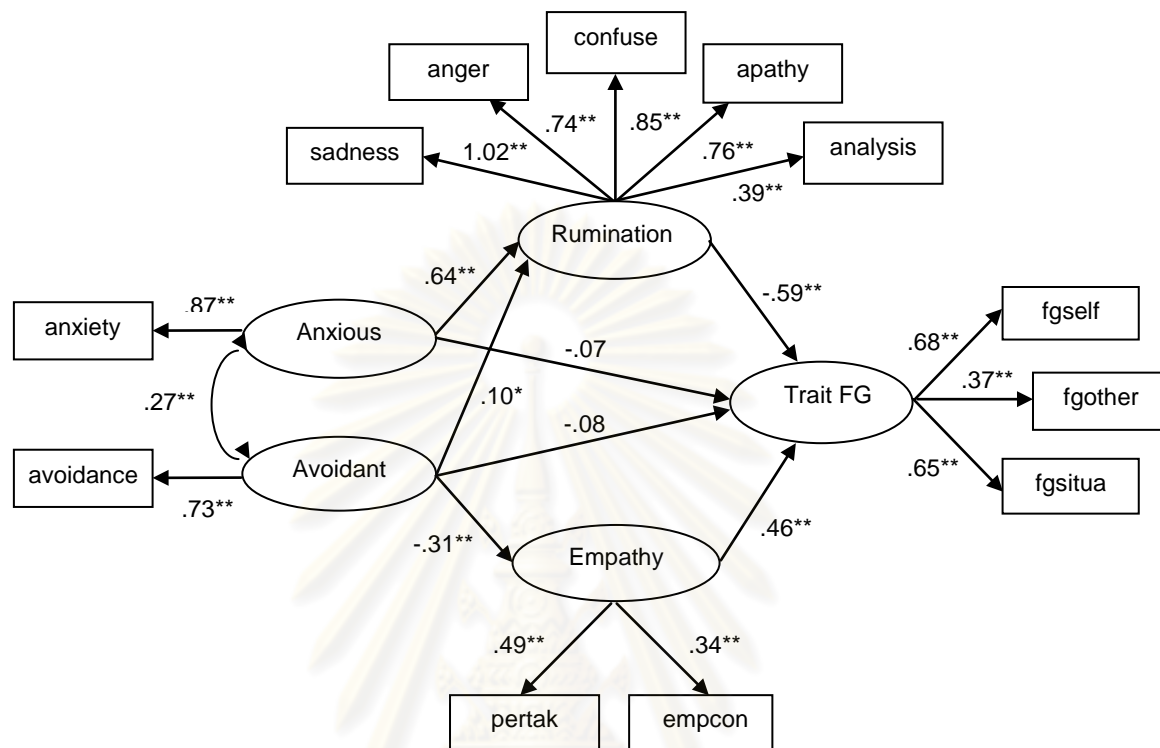 confuse
anger
apathy
sadness
analysis
1.02**
.74**
.85**
.76**
.39**
Rumination
.64**
-.59**
anxiety
.87**
Anxious
-.07
fgself
.68**
.27**
.10*
Trait FG
.37**
fgother
-.08
avoidance
.73**
Avoidant
.65**
fgsitua
-.31**
Empathy
.46**
.49**
.34**
pertak
empcon